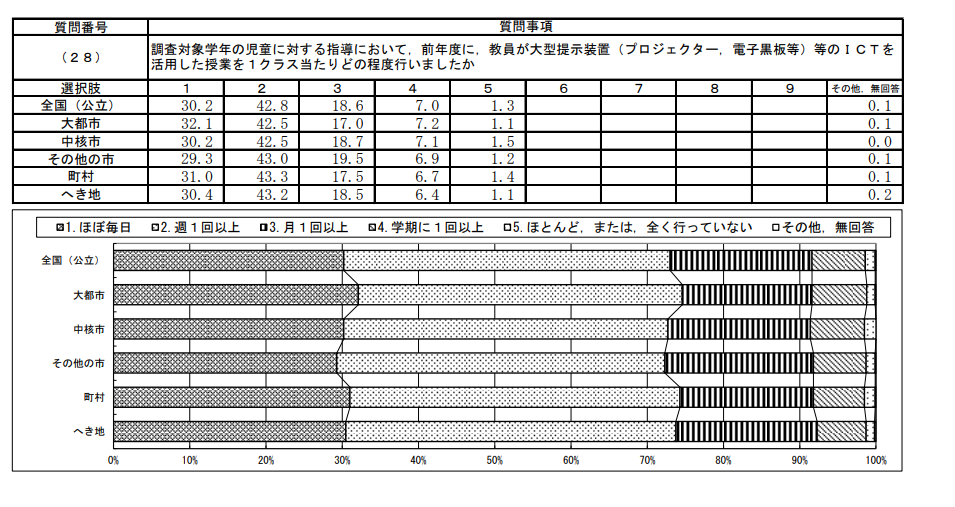 質問番号 質問事項
（２８） 調査対象学年の児童に対する指導において，前年度に，教員が大型提示装置（プロジェクター，電子黒板等）等のＩＣＴを
活用した授業を１クラス当たりどの程度行いましたか
選択肢 １ ２ ３ ４ ５ ６ ７ ８ ９ その他，無回答
全国（公立） 30.2 42.8 18.6 7.0 1.3 0.1
大都市 32.1 42.5 17.0 7.2 1.1 0.1
中核市 30.2 42.5 18.7 7.1 1.5 0.0
その他の市 29.3 43.0 19.5 6.9 1.2 0.1
町村 31.0 43.3 17.5 6.7 1.4 0.1
へき地 30.4 43.2 18.5 6.4 1.1 0.2
1.ほぼ毎日 2.週１回以上 3.月１回以上 4.学期に１回以上 5.ほとんど，または，全く行っていない その他，無回答
全国（公立）
大都市
中核市
その他の市
町村
へき地
0% 10% 20% 30% 40% 50% 60% 70% 80% 90% 100%